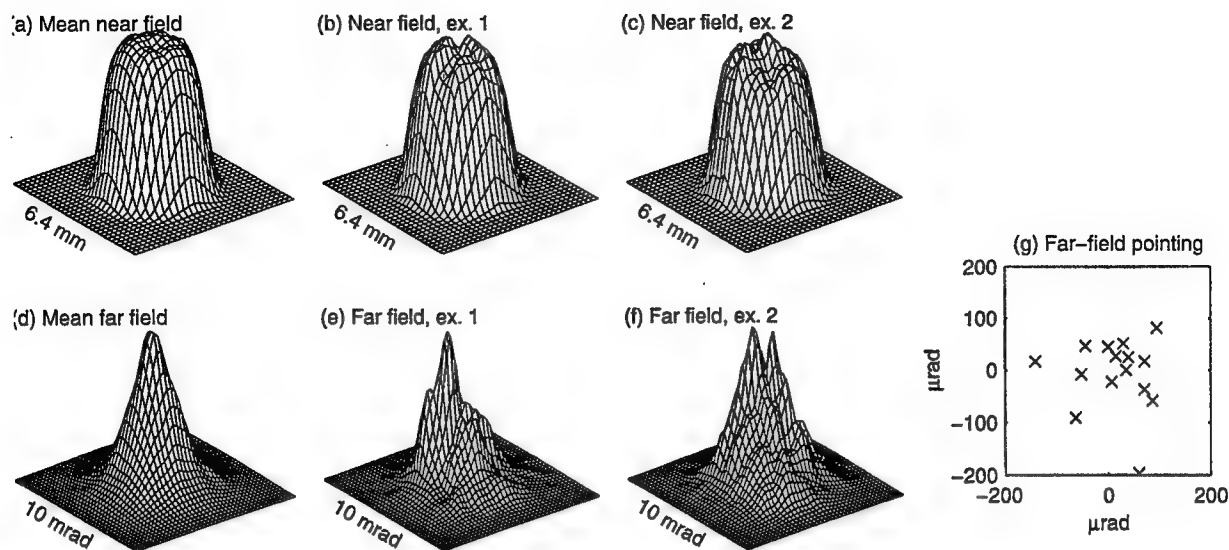 (a) Mean near field
(b) Near field, ex. 1
(c) Near field, ex. 2
6.4 mm
6.4 mm
6.4 mm
(d) Mean far field
(e) Far field, ex. 1
(f) Far field, ex. 2
10 mrad
10 mrad
10 mrad
(g) Far-field pointing
200
100
0
-100
-200
μrad
-200
0
200
μrad